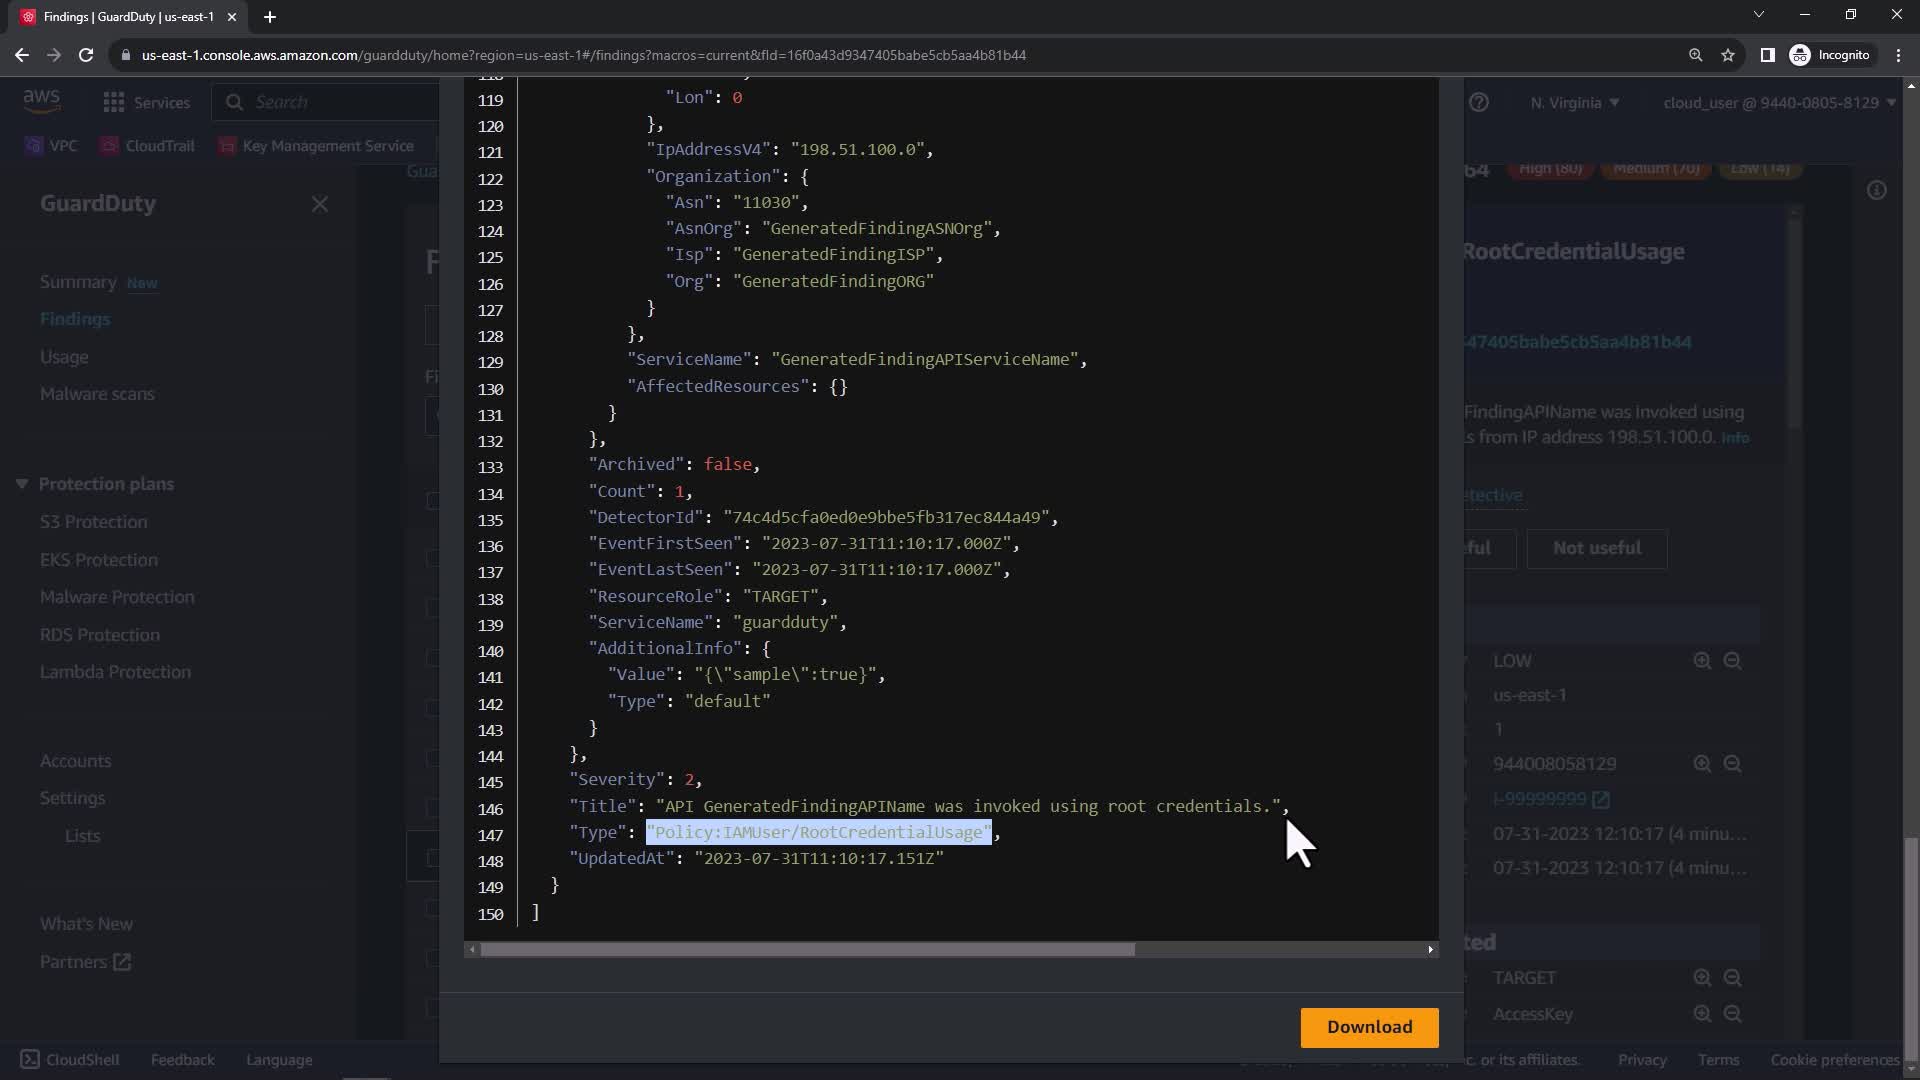 Findings | GuardDuty | us-east-1
us-east-1.console.aws.amazon.com/guardduty/home?region=us-east-1#/findings?macros=current&fId=16f0a43d9347405babe5cb5aa4b81b44
Incognito
aws
Services
Search
N. Virginia
cloud_user @ 9440-0805-8129
VPC
CloudTrail
Key Management Service
GuardDuty
Summary New
Findings
Usage
Malware scans
Protection plans
S3 Protection
EKS Protection
Malware Protection
RDS Protection
Lambda Protection
Accounts
Settings
Lists
What's New
Partners
119 "Lon": 0
120 },
121 "IpAddressV4": "198.51.100.0",
122 "Organization": {
123 "Asn": "11030",
124 "AsnOrg": "GeneratedFindingASNOrg",
125 "Isp": "GeneratedFindingISP",
126 "Org": "GeneratedFindingORG"
127 }
128 },
129 "ServiceName": "GeneratedFindingAPIServiceName",
130 "AffectedResources": {}
131 }
132 },
133 "Archived": false,
134 "Count": 1,
135 "DetectorId": "74c4d5cfa0ed0e9bbe5fb317ec844a49",
136 "EventFirstSeen": "2023-07-31T11:10:17.000Z",
137 "EventLastSeen": "2023-07-31T11:10:17.000Z",
138 "ResourceRole": "TARGET",
139 "ServiceName": "guardduty",
140 "AdditionalInfo": {
141 "Value": "{\"sample\":true}",
142 "Type": "default"
143 }
144 },
145 "Severity": 2,
146 "Title": "API GeneratedFindingAPIName was invoked using root credentials.",
147 "Type": "Policy:IAMUser/RootCredentialUsage",
148 "UpdatedAt": "2023-07-31T11:10:17.151Z"
149 }
150 ]
Download
High (80)
Medium (70)
Low (14)
RootCredentialUsage
47405babe5cb5aa4b81b44
FindingAPIName was invoked using
s from IP address 198.51.100.0. Info
etective
eful
Not useful
LOW
us-east-1
1
944008058129
i-99999999
07-31-2023 12:10:17 (4 minu...
07-31-2023 12:10:17 (4 minu...
ted
TARGET
AccessKey
CloudShell
Feedback
Language
c. or its affiliates.
Privacy
Terms
Cookie preferences